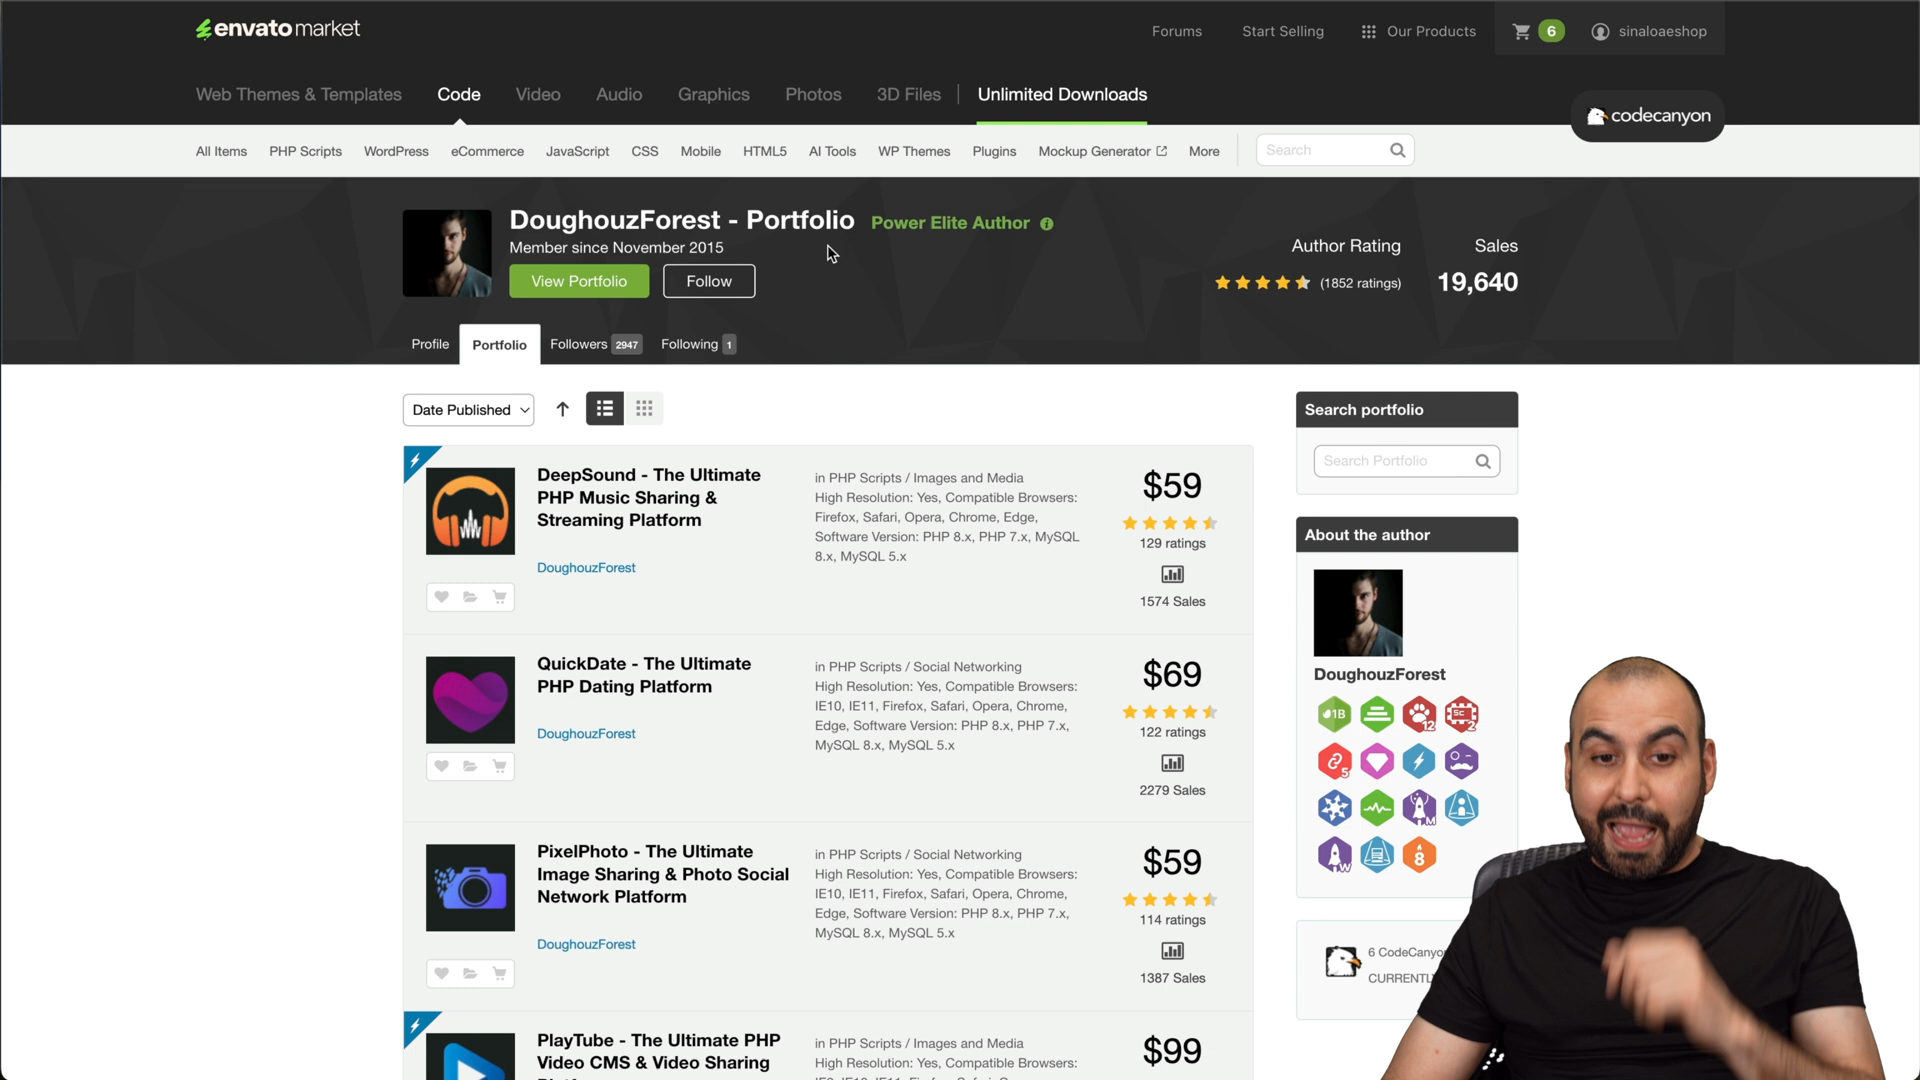 envato market
Forums
Start Selling
Our Products
6
sinaloaeshop
Web Themes & Templates
Code
Video
Audio
Graphics
Photos
3D Files
Unlimited Downloads
codecanyon
All Items
PHP Scripts
WordPress
eCommerce
JavaScript
CSS
Mobile
HTML5
AI Tools
WP Themes
Plugins
Mockup Generator
More
Search
DoughouzForest - Portfolio
Power Elite Author
Member since November 2015
View Portfolio
Follow
Author Rating
(1852 ratings)
Sales
19,640
Profile
Portfolio
Followers 2947
Following 1
Date Published
DeepSound - The Ultimate
PHP Music Sharing &
Streaming Platform
DoughouzForest
in PHP Scripts / Images and Media
High Resolution: Yes, Compatible Browsers:
Firefox, Safari, Opera, Chrome, Edge,
Software Version: PHP 8.x, PHP 7.x, MySQL
8.x, MySQL 5.x
$59
129 ratings
1574 Sales
QuickDate - The Ultimate
PHP Dating Platform
DoughouzForest
in PHP Scripts / Social Networking
High Resolution: Yes, Compatible Browsers:
IE10, IE11, Firefox, Safari, Opera, Chrome,
Edge, Software Version: PHP 8.x, PHP 7.x,
MySQL 8.x, MySQL 5.x
$69
122 ratings
2279 Sales
PixelPhoto - The Ultimate
Image Sharing & Photo Social
Network Platform
DoughouzForest
in PHP Scripts / Social Networking
High Resolution: Yes, Compatible Browsers:
IE10, IE11, Firefox, Safari, Opera, Chrome,
Edge, Software Version: PHP 8.x, PHP 7.x,
MySQL 8.x, MySQL 5.x
$59
114 ratings
1387 Sales
PlayTube - The Ultimate PHP
Video CMS & Video Sharing
in PHP Scripts / Images and Media
High Resolution: Yes, Compatible Browsers:
$99
Search portfolio
Search Portfolio
About the author
DoughouzForest
1B
12
Sc
2
5
M
W
8
6 CodeCanyo
CURRENTL